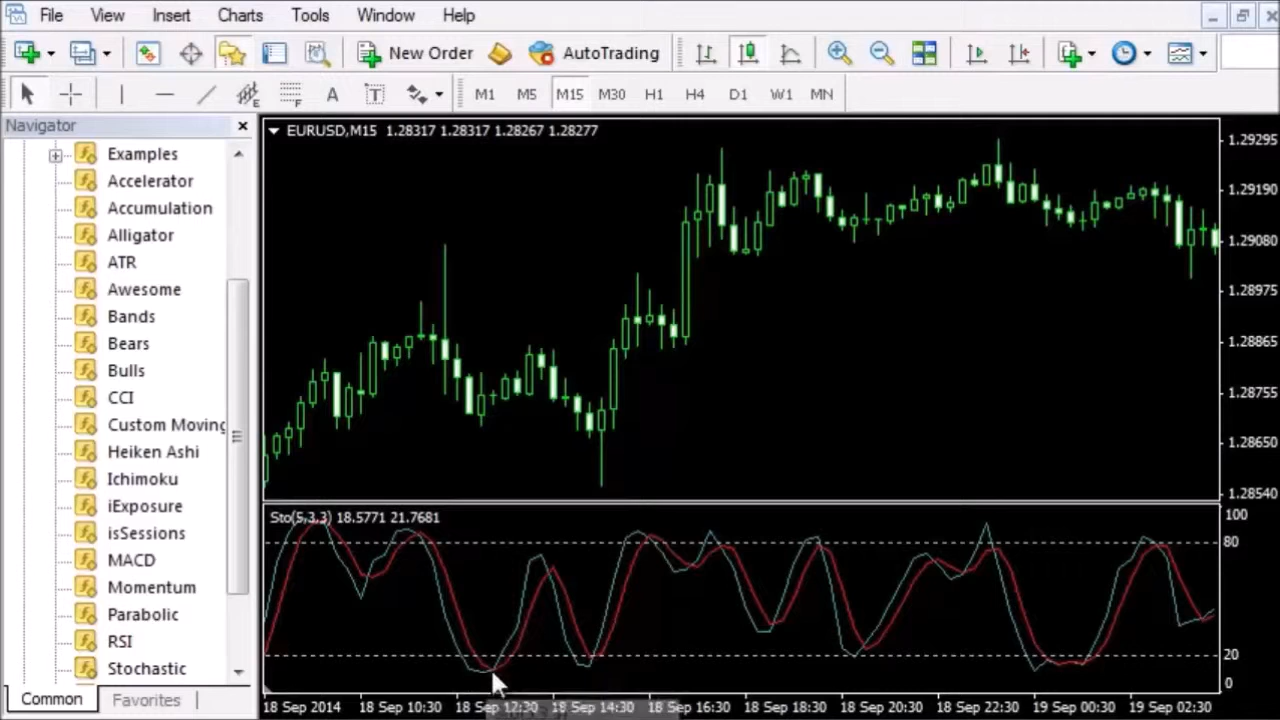 File View Insert Charts Tools Window Help
New Order AutoTrading
E F A T M1 M5 M15 M30 H1 H4 D1 W1 MN
Navigator
Examples
Accelerator
Accumulation
Alligator
ATR
Awesome
Bands
Bears
Bulls
CCI
Custom Moving
Heiken Ashi
Ichimoku
iExposure
isSessions
MACD
Momentum
Parabolic
RSI
Stochastic
Common Favorites
EURUSD,M15 1.28317 1.28317 1.28267 1.28277
1.29295
1.29190
1.29080
1.28975
1.28865
1.28755
1.28650
1.28540
Sto(5,3,3) 18.5771 21.7681
100
80
20
0
18 Sep 2014 18 Sep 10:30 18 Sep 12:30 18 Sep 14:30 18 Sep 16:30 18 Sep 18:30 18 Sep 20:30 18 Sep 22:30 19 Sep 00:30 19 Sep 02:30